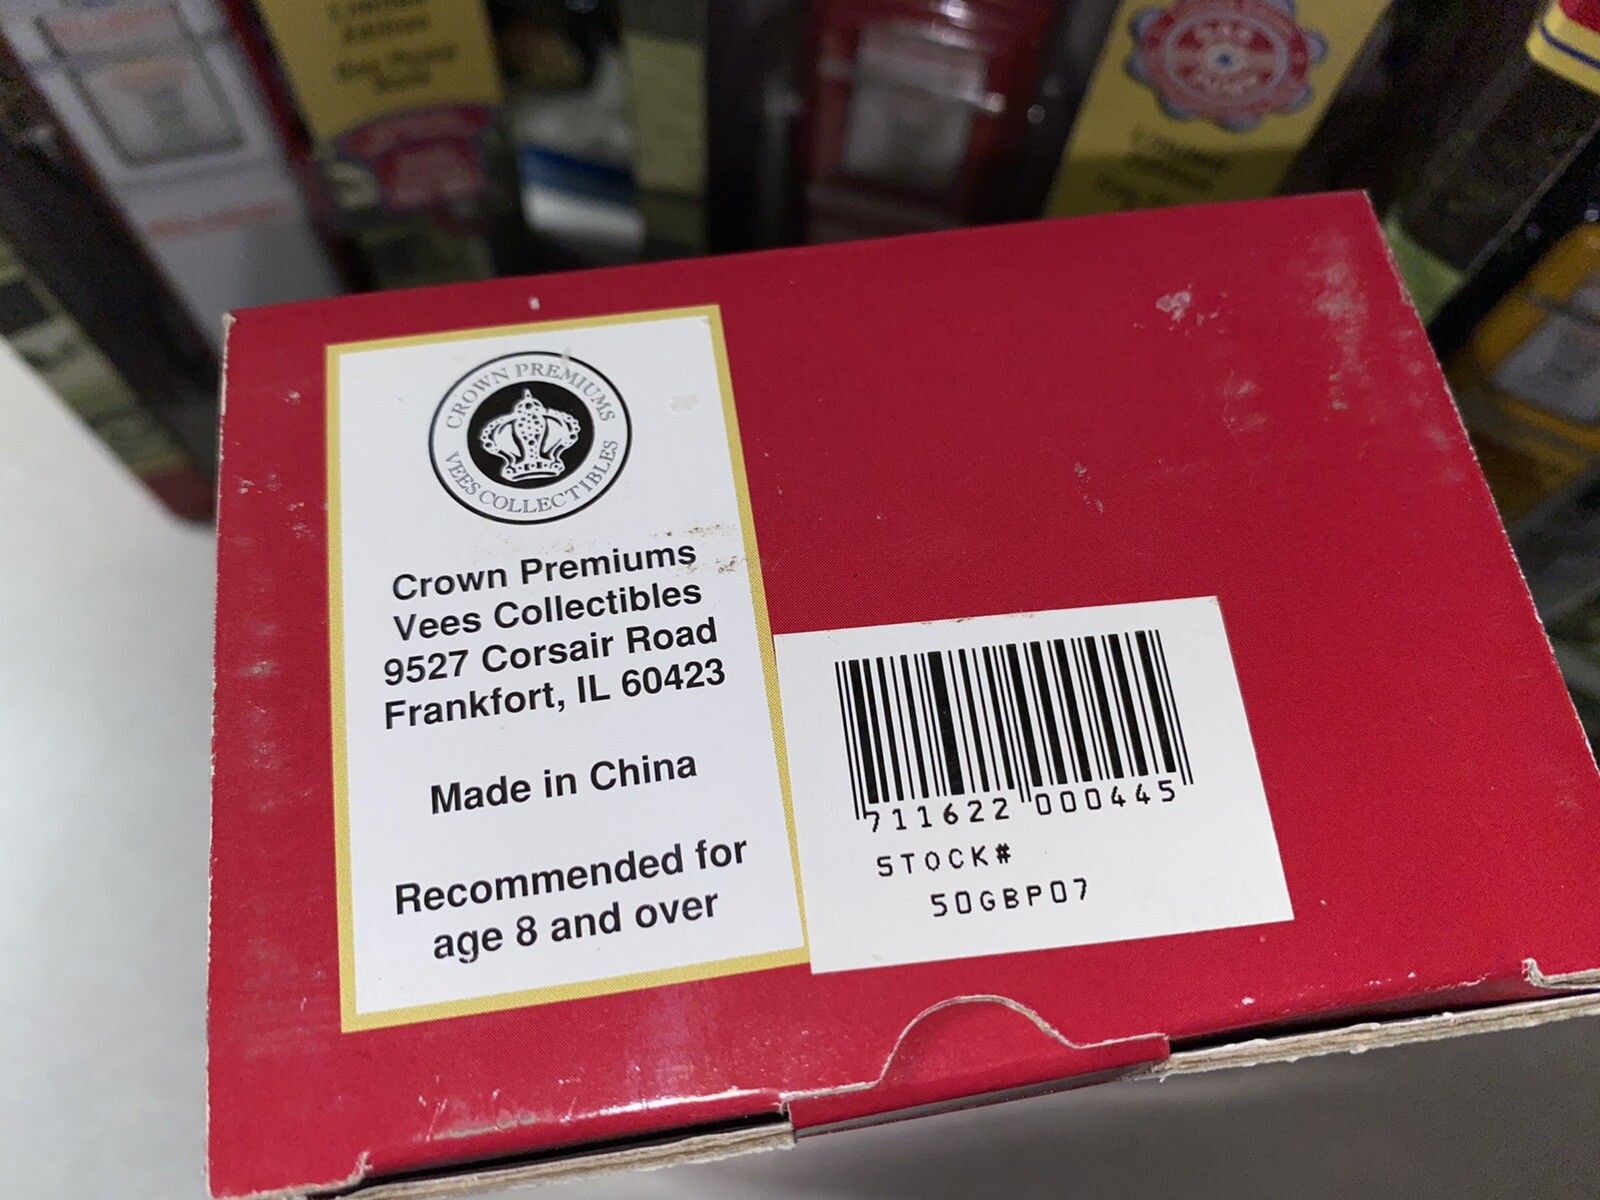 CROWN PREMIUMS
VEES COLLECTIBLES
Crown Premiums
Vees Collectibles
9527 Corsair Road
Frankfort, IL 60423
Made in China
Recommended for
age 8 and over
711622 000445
STOCK#
50GBP07